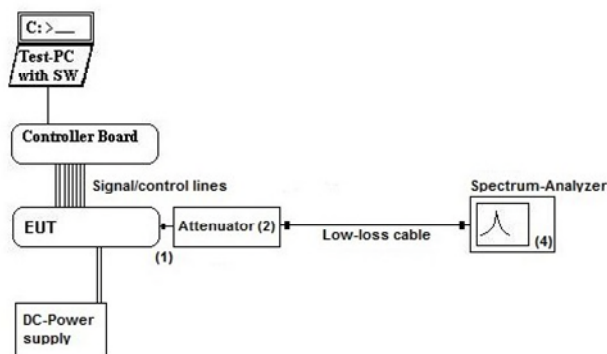 C:>__
Test-PC
with SW
Controller Board
Signal/control lines
Spectrum-Analyzer
EUT
Attenuator (2)
(1)
Low-loss cable
(4)
DC-Power
supply